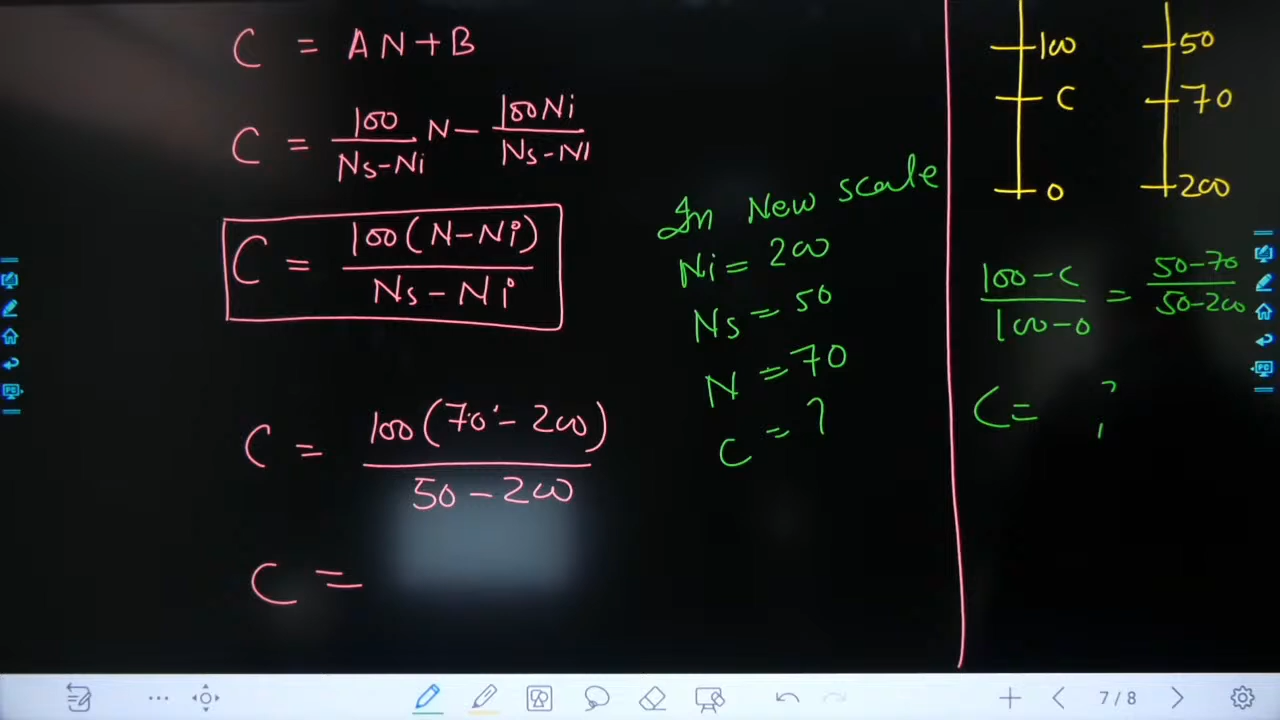 C = AN + B
C = 100/Ns-Ni N - 100Ni/Ns-NI
C = 100(N-Ni)/Ns-Ni
C = 100(70-200)/50-200
C =
In New scale
Ni = 200
Ns = 50
N = 70
C = ?
100 50
C 70
0 200
100-C/100-0 = 50-70/50-200
C = ?
7 / 8